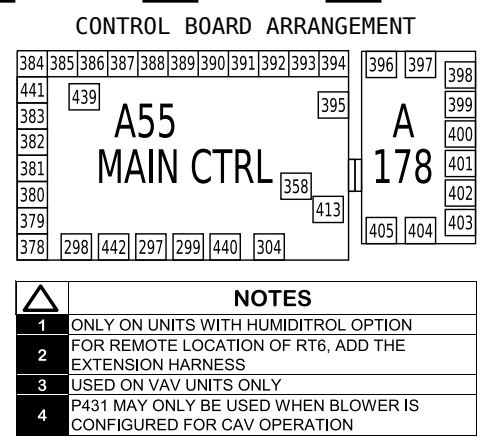 CONTROL BOARD ARRANGEMENT
384 385 386 387 388 389 390 391 392 393 394
396 397
398
441
439
395
399
383
A55
A
400
382
MAIN CTRL
178
401
381
358
402
380
413
403
379
405 404
378
298 442 297 299 440 304
NOTES
1 ONLY ON UNITS WITH HUMIDITROL OPTION
2 FOR REMOTE LOCATION OF RT6, ADD THE
EXTENSION HARNESS
3 USED ON VAV UNITS ONLY
4 P431 MAY ONLY BE USED WHEN BLOWER IS
CONFIGURED FOR CAV OPERATION